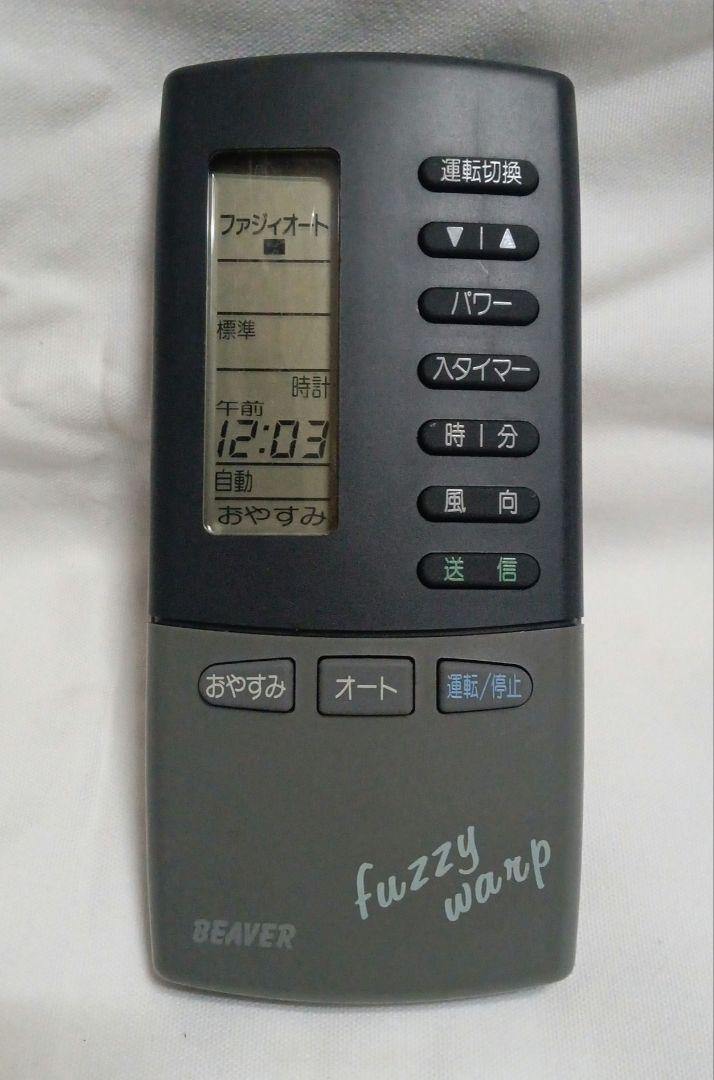 ファジィオート
標準
時計
午前
12:03
自動
おやすみ
運転切換
▼ | ▲
パワー
入タイマー
時 | 分
風 向
送 信
おやすみ
オート
運転/停止
fuzzy
warp
BEAVER